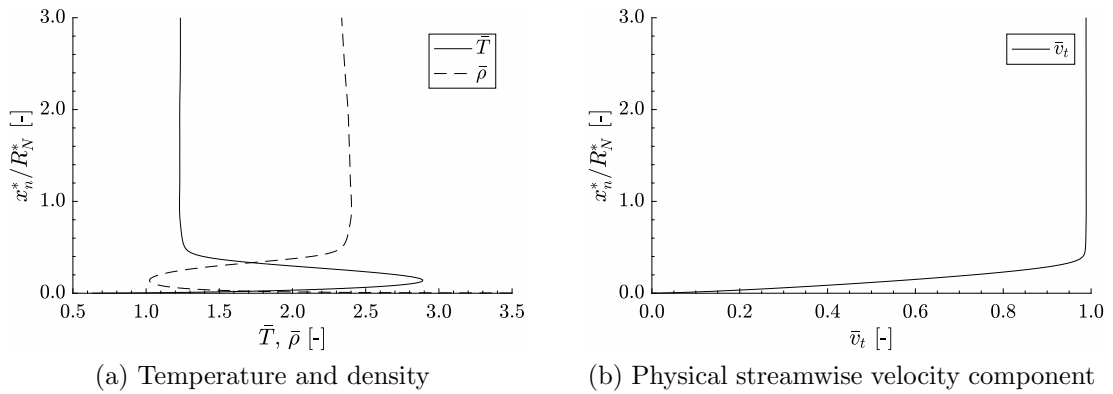 3.0
2.0
1.0
0.0
x*n/R*N [-]
T̄
ρ̄
0.5 1.0 1.5 2.0 2.5 3.0 3.5
T̄, ρ̄ [-]
(a) Temperature and density
3.0
2.0
1.0
0.0
x*n/R*N [-]
v̄t
0.0 0.2 0.4 0.6 0.8 1.0
v̄t [-]
(b) Physical streamwise velocity component